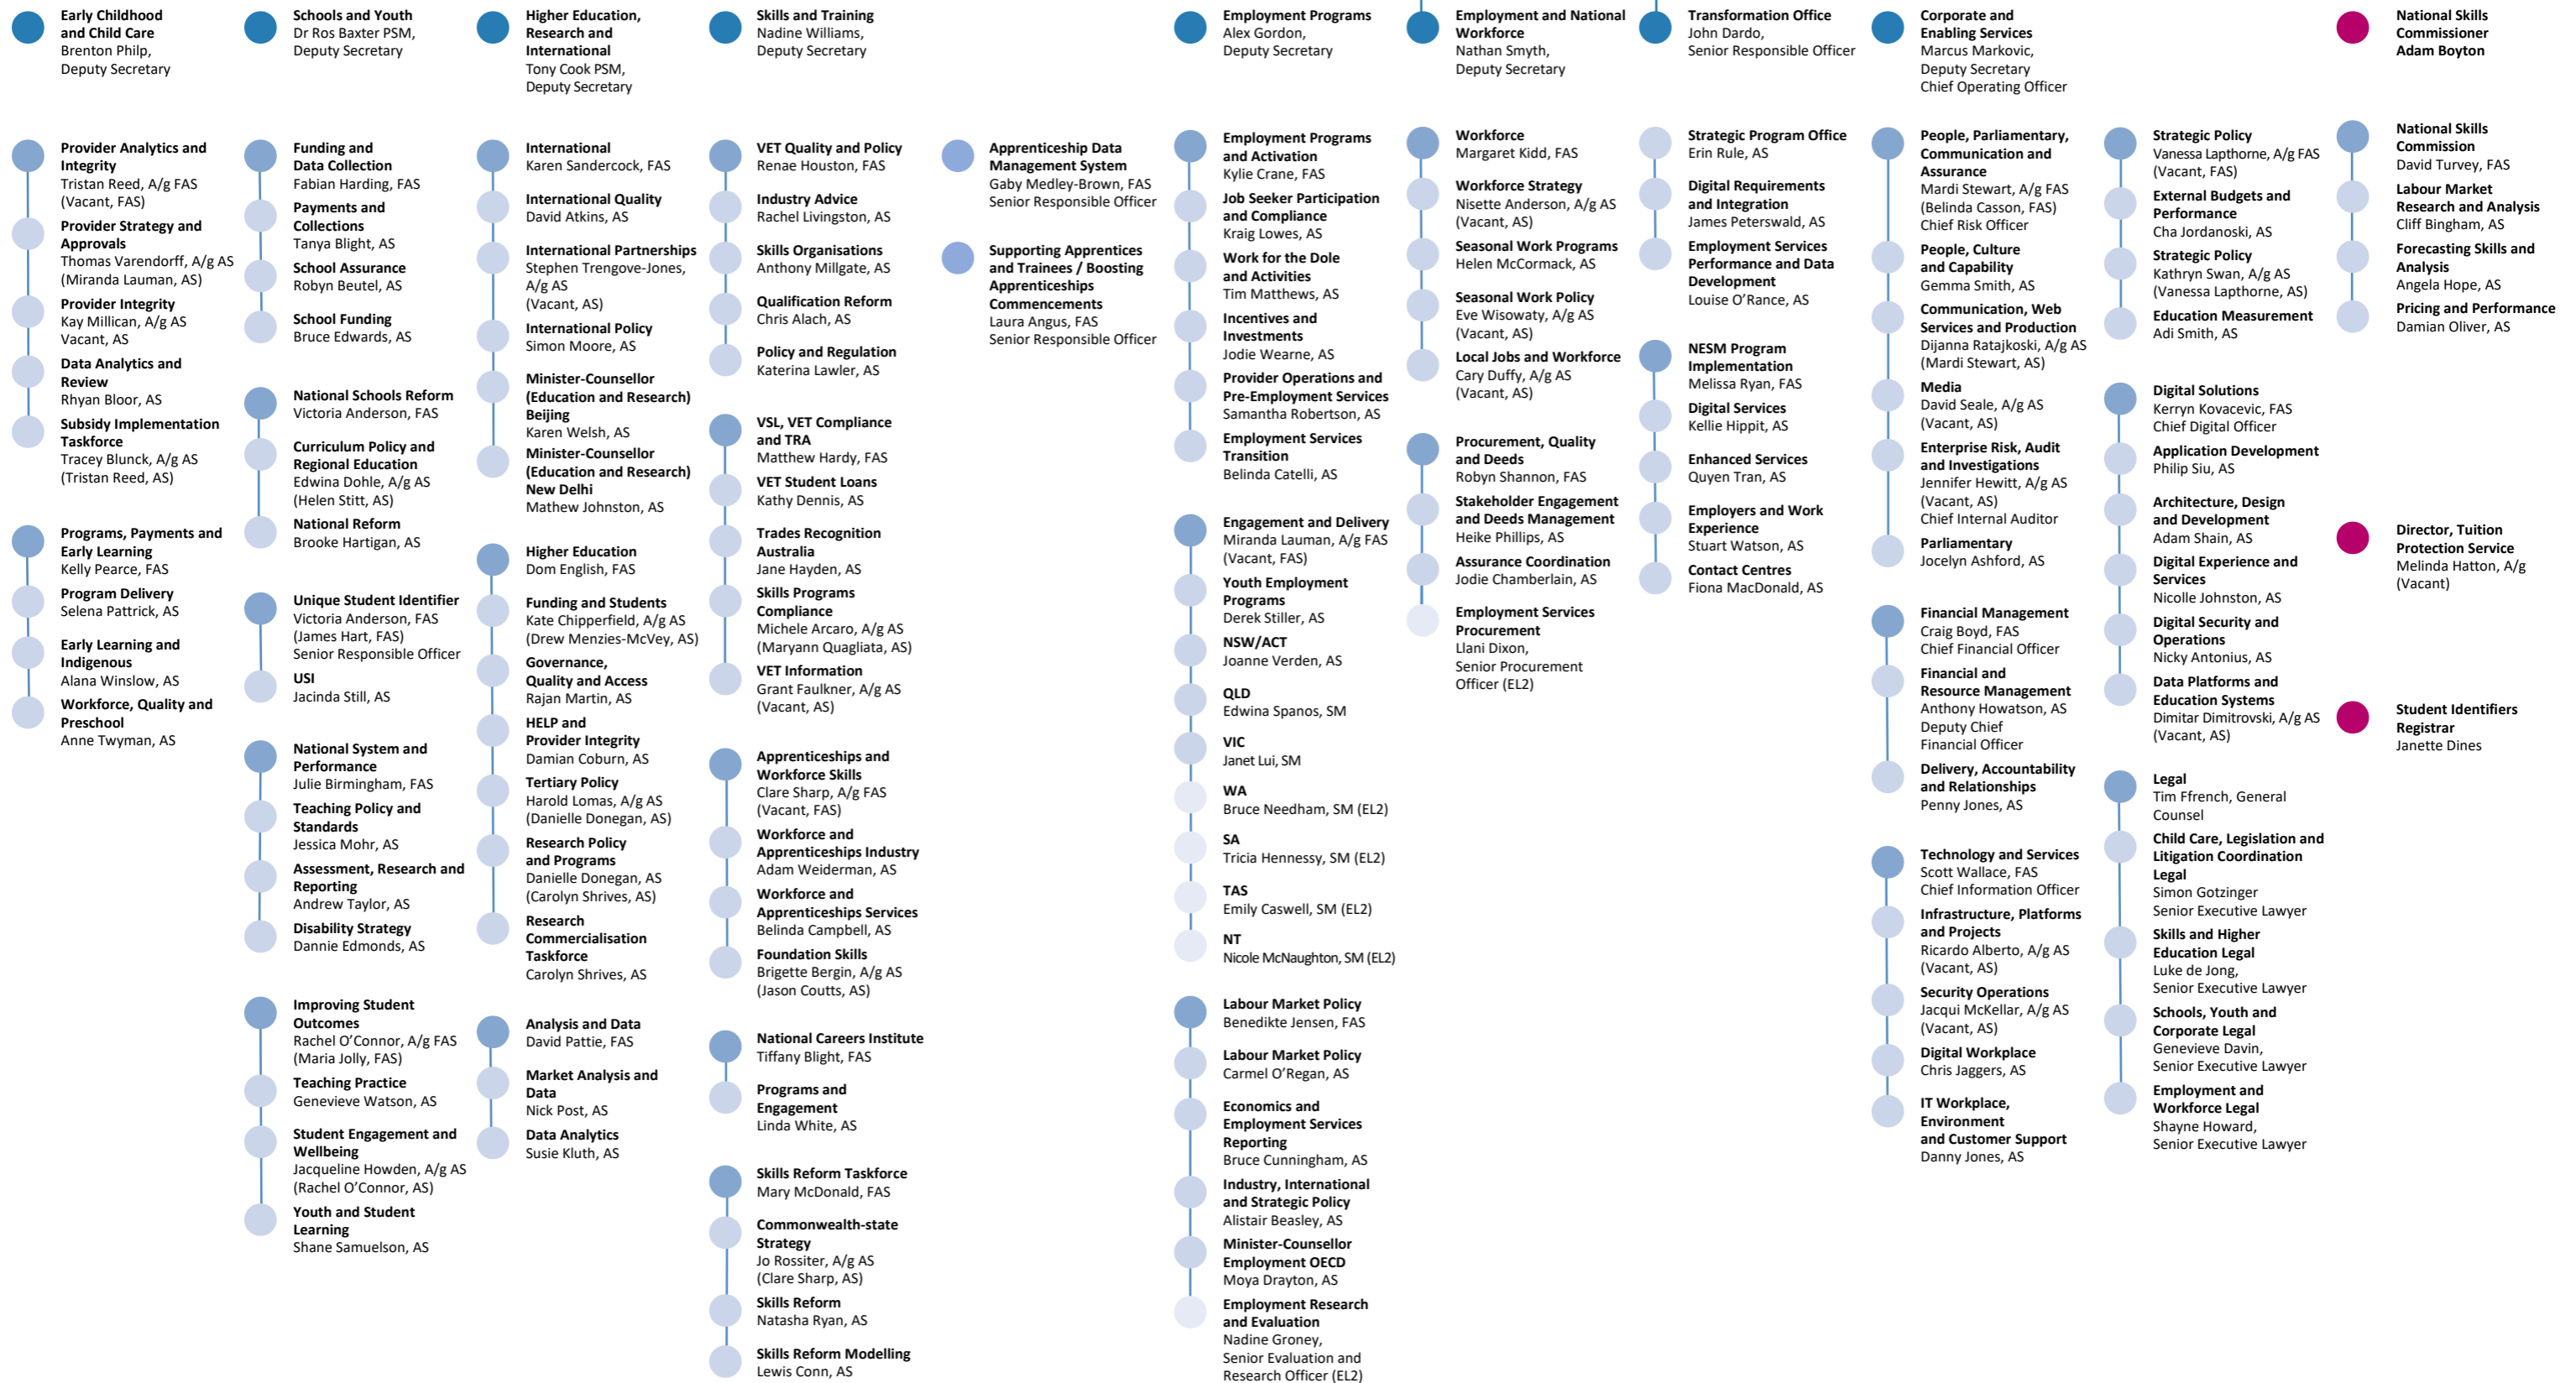 Early Childhood
and Child Care
Brenton Philp,
Deputy Secretary
Provider Analytics and
Integrity
Tristan Reed, A/g FAS
(Vacant, FAS)
Provider Strategy and
Approvals
Thomas Varendorff, A/g AS
(Miranda Lauman, AS)
Provider Integrity
Kay Millican, A/g AS
Vacant, AS)
Data Analytics and
Review
Rhyan Bloor, AS
Subsidy Implementation
Taskforce
Tracey Blunck, A/g AS
(Tristan Reed, AS)
Programs, Payments and
Early Learning
Kelly Pearce, FAS
Program Delivery
Selena Pattrick, AS
Early Learning and
Indigenous
Alana Winslow, AS
Workforce, Quality and
Preschool
Anne Twyman, AS
Schools and Youth
Dr Ros Baxter PSM,
Deputy Secretary
Funding and
Data Collection
Fabian Harding, FAS
Payments and
Collections
Tanya Blight, AS
School Assurance
Robyn Beutel, AS
School Funding
Bruce Edwards, AS
National Schools Reform
Victoria Anderson, FAS
Curriculum Policy and
Regional Education
Edwina Dohle, A/g AS
(Helen Stitt, AS)
National Reform
Brooke Hartigan, AS
Unique Student Identifier
Victoria Anderson, FAS
(James Hart, FAS)
Senior Responsible Officer
USI
Jacinda Still, AS
National System and
Performance
Julie Birmingham, FAS
Teaching Policy and
Standards
Jessica Mohr, AS
Assessment, Research and
Reporting
Andrew Taylor, AS
Disability Strategy
Dannie Edmonds, AS
Improving Student
Outcomes
Rachel O’Connor, A/g FAS
(Maria Jolly, FAS)
Teaching Practice
Genevieve Watson, AS
Student Engagement and
Wellbeing
Jacqueline Howden, A/g AS
(Rachel O’Connor, AS)
Youth and Student
Learning
Shane Samuelson, AS
Higher Education,
Research and
International
Tony Cook PSM,
Deputy Secretary
International
Karen Sandercock, FAS
International Quality
David Atkins, AS
International Partnerships
Stephen Trengove-Jones,
A/g AS
(Vacant, AS)
International Policy
Simon Moore, AS
Minister-Counsellor
(Education and Research)
Beijing
Karen Welsh, AS
Minister-Counsellor
(Education and Research)
New Delhi
Mathew Johnston, AS
Higher Education
Dom English, FAS
Funding and Students
Kate Chipperfield, A/g AS
(Drew Menzies-McVey, AS)
Governance,
Quality and Access
Rajan Martin, AS
HELP and
Provider Integrity
Damian Coburn, AS
Tertiary Policy
Harold Lomas, A/g AS
(Danielle Donegan, AS)
Research Policy
and Programs
Danielle Donegan, AS
(Carolyn Shrives, AS)
Research
Commercialisation
Taskforce
Carolyn Shrives, AS
Analysis and Data
David Pattie, FAS
Market Analysis and
Data
Nick Post, AS
Data Analytics
Susie Kluth, AS
Skills and Training
Nadine Williams,
Deputy Secretary
VET Quality and Policy
Renae Houston, FAS
Industry Advice
Rachel Livingston, AS
Skills Organisations
Anthony Millgate, AS
Qualification Reform
Chris Alach, AS
Policy and Regulation
Katerina Lawler, AS
VSL, VET Compliance
and TRA
Matthew Hardy, FAS
VET Student Loans
Kathy Dennis, AS
Trades Recognition
Australia
Jane Hayden, AS
Skills Programs
Compliance
Michele Arcaro, A/g AS
(Maryann Quagliata, AS)
VET Information
Grant Faulkner, A/g AS
(Vacant, AS)
Apprenticeships and
Workforce Skills
Clare Sharp, A/g FAS
(Vacant, FAS)
Workforce and
Apprenticeships Industry
Adam Weiderman, AS
Workforce and
Apprenticeships Services
Belinda Campbell, AS
Foundation Skills
Brigette Bergin, A/g AS
(Jason Coutts, AS)
National Careers Institute
Tiffany Blight, FAS
Programs and
Engagement
Linda White, AS
Skills Reform Taskforce
Mary McDonald, FAS
Commonwealth-state
Strategy
Jo Rossiter, A/g AS
(Clare Sharp, AS)
Skills Reform
Natasha Ryan, AS
Skills Reform Modelling
Lewis Conn, AS
Apprenticeship Data
Management System
Gaby Medley-Brown, FAS
Senior Responsible Officer
Supporting Apprentices
and Trainees / Boosting
Apprenticeships
Commencements
Laura Angus, FAS
Senior Responsible Officer
Employment Programs
Alex Gordon,
Deputy Secretary
Employment Programs
and Activation
Kylie Crane, FAS
Job Seeker Participation
and Compliance
Kraig Lowes, AS
Work for the Dole
and Activities
Tim Matthews, AS
Incentives and
Investments
Jodie Wearne, AS
Provider Operations and
Pre-Employment Services
Samantha Robertson, AS
Employment Services
Transition
Belinda Catelli, AS
Engagement and Delivery
Miranda Lauman, A/g FAS
(Vacant, FAS)
Youth Employment
Programs
Derek Stiller, AS
NSW/ACT
Joanne Verden, AS
QLD
Edwina Spanos, SM
VIC
Janet Lui, SM
WA
Bruce Needham, SM (EL2)
SA
Tricia Hennessy, SM (EL2)
TAS
Emily Caswell, SM (EL2)
NT
Nicole McNaughton, SM (EL2)
Labour Market Policy
Benedikte Jensen, FAS
Labour Market Policy
Carmel O’Regan, AS
Economics and
Employment Services
Reporting
Bruce Cunningham, AS
Industry, International
and Strategic Policy
Alistair Beasley, AS
Minister-Counsellor
Employment OECD
Moya Drayton, AS
Employment Research
and Evaluation
Nadine Groney,
Senior Evaluation and
Research Officer (EL2)
Employment and National
Workforce
Nathan Smyth,
Deputy Secretary
Workforce
Margaret Kidd, FAS
Workforce Strategy
Nisette Anderson, A/g AS
(Vacant, AS)
Seasonal Work Programs
Helen McCormack, AS
Seasonal Work Policy
Eve Wisowaty, A/g AS
(Vacant, AS)
Local Jobs and Workforce
Cary Duffy, A/g AS
(Vacant, AS)
Procurement, Quality
and Deeds
Robyn Shannon, FAS
Stakeholder Engagement
and Deeds Management
Heike Phillips, AS
Assurance Coordination
Jodie Chamberlain, AS
Employment Services
Procurement
Llani Dixon,
Senior Procurement
Officer (EL2)
Transformation Office
John Dardo,
Senior Responsible Officer
Strategic Program Office
Erin Rule, AS
Digital Requirements
and Integration
James Peterswald, AS
Employment Services
Performance and Data
Development
Louise O’Rance, AS
NESM Program
Implementation
Melissa Ryan, FAS
Digital Services
Kellie Hippit, AS
Enhanced Services
Quyen Tran, AS
Employers and Work
Experience
Stuart Watson, AS
Contact Centres
Fiona MacDonald, AS
Corporate and
Enabling Services
Marcus Markovic,
Deputy Secretary
Chief Operating Officer
People, Parliamentary,
Communication and
Assurance
Mardi Stewart, A/g FAS
(Belinda Casson, FAS)
Chief Risk Officer
People, Culture
and Capability
Gemma Smith, AS
Communication, Web
Services and Production
Dijanna Ratajkoski, A/g AS
(Mardi Stewart, AS)
Media
David Seale, A/g AS
(Vacant, AS)
Enterprise Risk, Audit
and Investigations
Jennifer Hewitt, A/g AS
(Vacant, AS)
Chief Internal Auditor
Parliamentary
Jocelyn Ashford, AS
Financial Management
Craig Boyd, FAS
Chief Financial Officer
Financial and
Resource Management
Anthony Howatson, AS
Deputy Chief
Financial Officer
Delivery, Accountability
and Relationships
Penny Jones, AS
Technology and Services
Scott Wallace, FAS
Chief Information Officer
Infrastructure, Platforms
and Projects
Ricardo Alberto, A/g AS
(Vacant, AS)
Security Operations
Jacqui McKellar, A/g AS
(Vacant, AS)
Digital Workplace
Chris Jaggers, AS
IT Workplace,
Environment
and Customer Support
Danny Jones, AS
Strategic Policy
Vanessa Lapthorne, A/g FAS
(Vacant, FAS)
External Budgets and
Performance
Cha Jordanoski, AS
Strategic Policy
Kathryn Swan, A/g AS
(Vanessa Lapthorne, AS)
Education Measurement
Adi Smith, AS
Digital Solutions
Kerryn Kovacevic, FAS
Chief Digital Officer
Application Development
Philip Siu, AS
Architecture, Design
and Development
Adam Shain, AS
Digital Experience and
Services
Nicolle Johnston, AS
Digital Security and
Operations
Nicky Antonius, AS
Data Platforms and
Education Systems
Dimitar Dimitrovski, A/g AS
(Vacant, AS)
Legal
Tim Ffrench, General
Counsel
Child Care, Legislation and
Litigation Coordination
Legal
Simon Gotzinger
Senior Executive Lawyer
Skills and Higher
Education Legal
Luke de Jong,
Senior Executive Lawyer
Schools, Youth and
Corporate Legal
Genevieve Davin,
Senior Executive Lawyer
Employment and
Workforce Legal
Shayne Howard,
Senior Executive Lawyer
National Skills
Commissioner
Adam Boyton
National Skills
Commission
David Turvey, FAS
Labour Market
Research and Analysis
Cliff Bingham, AS
Forecasting Skills and
Analysis
Angela Hope, AS
Pricing and Performance
Damian Oliver, AS
Director, Tuition
Protection Service
Melinda Hatton, A/g
(Vacant)
Student Identifiers
Registrar
Janette Dines